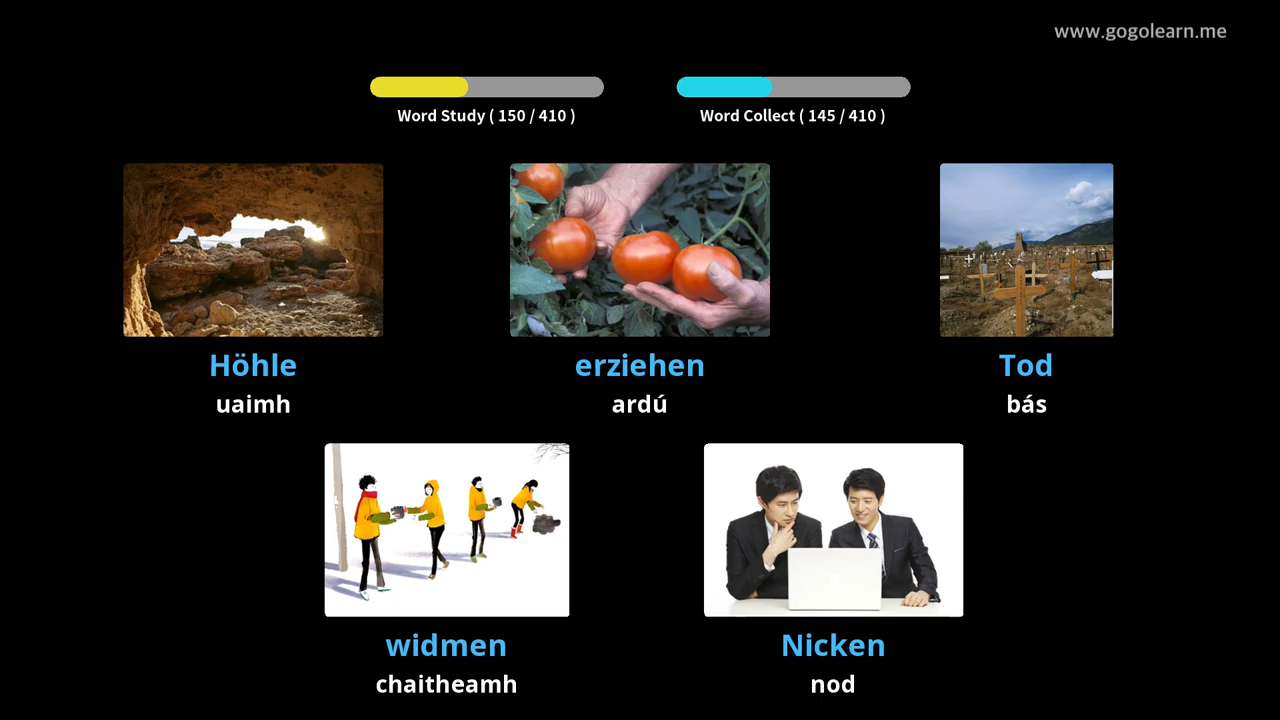 www.gogolearn.me
Word Study ( 150 / 410 )
Word Collect ( 145 / 410 )
Höhle
uaimh
erziehen
ardú
Tod
bás
widmen
chaitheamh
Nicken
nod